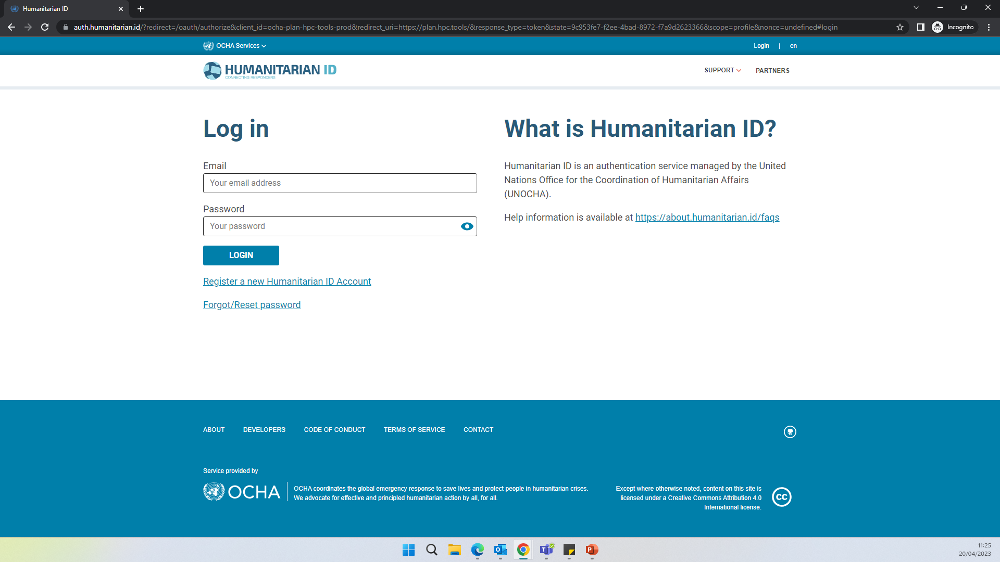 Humanitarian ID
auth.humanitarian.id/?redirect=/oauth/authorize&client_id=ocha-plan-hpc-tools-prod&redirect_uri=https://plan.hpc.tools/&response_type=token&state=9c953fe7-f2ee-4bad-8972-f7a9d2623366&scope=profile&nonce=undefined#login
Incognito
OCHA Services
Login | en
HUMANITARIAN ID
CONNECTING RESPONDERS
SUPPORT
PARTNERS
Log in
Email
Your email address
Password
Your password
LOGIN
Register a new Humanitarian ID Account
Forgot/Reset password
What is Humanitarian ID?
Humanitarian ID is an authentication service managed by the United
Nations Office for the Coordination of Humanitarian Affairs
(UNOCHA).
Help information is available at https://about.humanitarian.id/faqs
ABOUT
DEVELOPERS
CODE OF CONDUCT
TERMS OF SERVICE
CONTACT
Service provided by
OCHA
OCHA coordinates the global emergency response to save lives and protect people in humanitarian crises.
We advocate for effective and principled humanitarian action by all, for all.
Except where otherwise noted, content on this site is
licensed under a Creative Commons Attribution 4.0
International license.
CC
11:25
20/04/2023